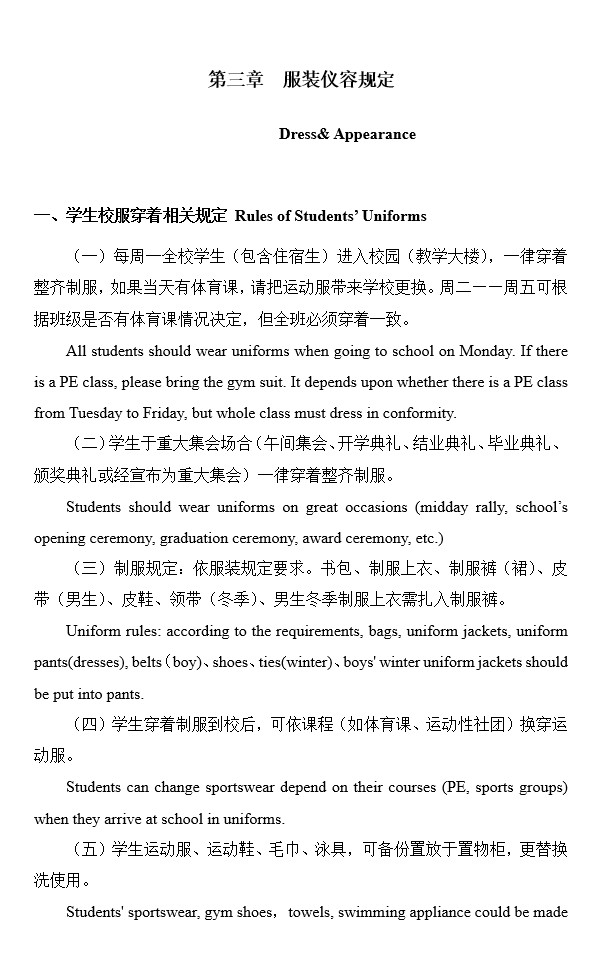 第三章　服装仪容规定
Dress& Appearance
一、学生校服穿着相关规定 Rules of Students’ Uniforms
（一）每周一全校学生（包含住宿生）进入校园（教学大楼），一律穿着
整齐制服，如果当天有体育课，请把运动服带来学校更换。周二一一周五可根
据班级是否有体育课情况决定，但全班必须穿着一致。
All students should wear uniforms when going to school on Monday. If there
is a PE class, please bring the gym suit. It depends upon whether there is a PE class
from Tuesday to Friday, but whole class must dress in conformity.
（二）学生于重大集会场合（午间集会、开学典礼、结业典礼、毕业典礼、
颁奖典礼或经宣布为重大集会）一律穿着整齐制服。
Students should wear uniforms on great occasions (midday rally, school’s
opening ceremony, graduation ceremony, award ceremony, etc.)
（三）制服规定：依服装规定要求。书包、制服上衣、制服裤（裙）、皮
带（男生）、皮鞋、领带（冬季）、男生冬季制服上衣需扎入制服裤。
Uniform rules: according to the requirements, bags, uniform jackets, uniform
pants(dresses), belts（boy）、shoes、ties(winter)、boys' winter uniform jackets should
be put into pants.
（四）学生穿着制服到校后，可依课程（如体育课、运动性社团）换穿运
动服。
Students can change sportswear depend on their courses (PE, sports groups)
when they arrive at school in uniforms.
（五）学生运动服、运动鞋、毛巾、泳具，可备份置放于置物柜，更替换
洗使用。
Students' sportswear, gym shoes，towels, swimming appliance could be made